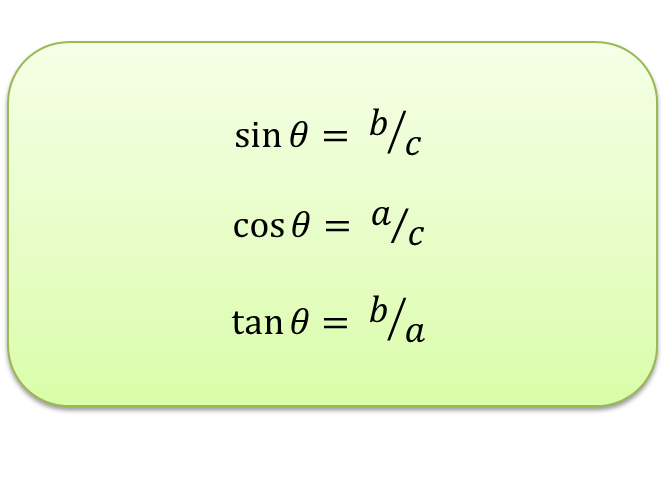 sin θ = b/c
cos θ = a/c
tan θ = b/a